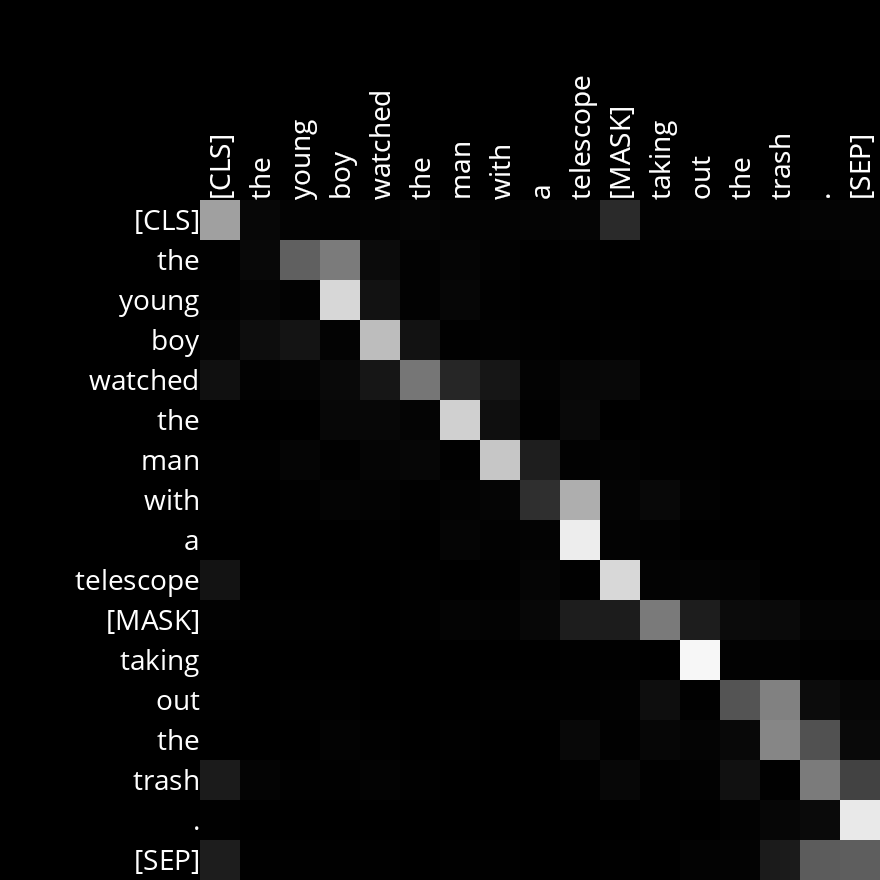 [CLS] the young boy watched the man with a telescope [MASK] taking out the trash . [SEP]
[CLS]
the
young
boy
watched
the
man
with
a
telescope
[MASK]
taking
out
the
trash
.
[SEP]